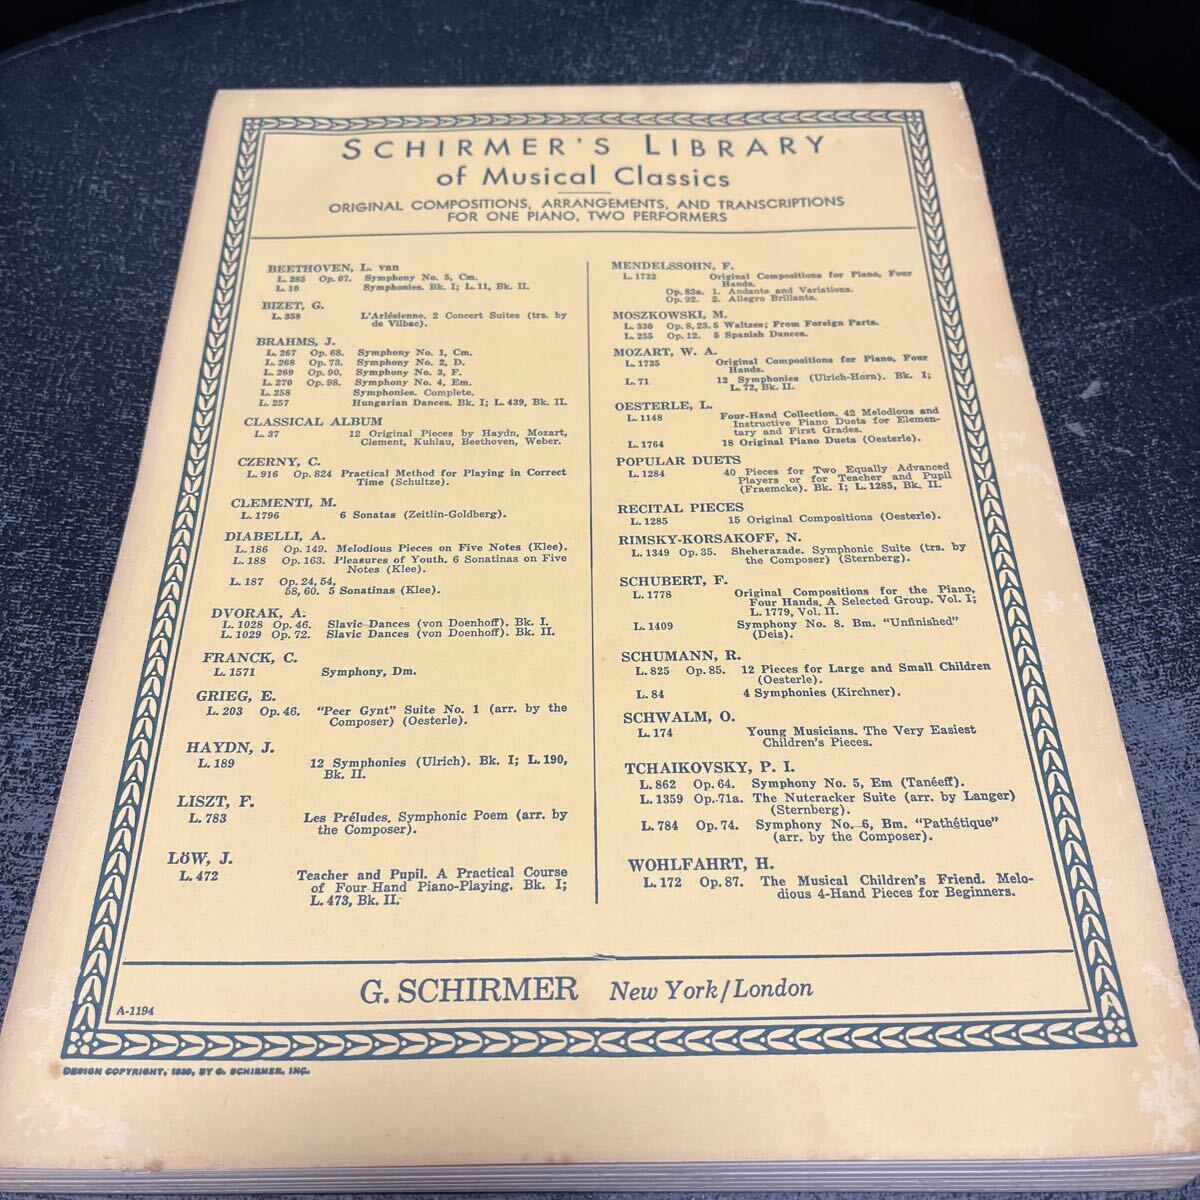 SCHIRMER'S LIBRARY
of Musical Classics
ORIGINAL COMPOSITIONS, ARRANGEMENTS, AND TRANSCRIPTIONS
FOR ONE PIANO, TWO PERFORMERS
BEETHOVEN, L. van
L. 285 Op. 67. Symphony No. 5, Cm.
L. 10 Symphonies. Bk. I; L. 11, Bk. II.
BIZET, G.
L. 358 L'Arlésienne. 2 Concert Suites (trs. by
de Vilbac).
BRAHMS, J.
L. 267 Op. 68. Symphony No. 1, Cm.
L. 268 Op. 73. Symphony No. 2, D.
L. 269 Op. 90. Symphony No. 3, F.
L. 270 Op. 98. Symphony No. 4, Em.
L. 258 Symphonies. Complete.
L. 257 Hungarian Dances. Bk. I; L. 439, Bk. II.
CLASSICAL ALBUM
L. 37 12 Original Pieces by Haydn, Mozart,
Clement, Kuhlau, Beethoven, Weber.
CZERNY, C.
L. 916 Op. 824 Practical Method for Playing in Correct
Time (Schultze).
CLEMENTI, M.
L. 1796 6 Sonatas (Zeitlin-Goldberg).
DIABELLI, A.
L. 186 Op. 149. Melodious Pieces on Five Notes (Klee).
L. 188 Op. 163. Pleasures of Youth. 6 Sonatinas on Five
Notes (Klee).
L. 187 Op. 24, 54,
58, 60. 5 Sonatinas (Klee).
DVORAK, A.
L. 1028 Op. 46. Slavic Dances (von Doenhoff). Bk. I.
L. 1029 Op. 72. Slavic Dances (von Doenhoff). Bk. II.
FRANCK, C.
L. 1571 Symphony, Dm.
GRIEG, E.
L. 203 Op. 46. "Peer Gynt" Suite No. 1 (arr. by the
Composer) (Oesterle).
HAYDN, J.
L. 189 12 Symphonies (Ulrich). Bk. I; L. 190,
Bk. II.
LISZT, F.
L. 783 Les Préludes, Symphonic Poem (arr. by
the Composer).
LÖW, J.
L. 472 Teacher and Pupil. A Practical Course
of Four-Hand Piano-Playing. Bk. I;
L. 473, Bk. II.
MENDELSSOHN, F.
L. 1732 Original Compositions for Piano, Four
Hands.
Op. 83a. 1. Andante and Variations.
Op. 92. 2. Allegro Brillante.
MOSZKOWSKI, M.
L. 330 Op. 8, 23. 5 Waltzes; From Foreign Parts.
L. 255 Op. 12. 5 Spanish Dances.
MOZART, W. A.
L. 1735 Original Compositions for Piano, Four
Hands.
L. 71 12 Symphonies (Ulrich-Horn). Bk. I;
L. 72, Bk. II.
OESTERLE, L.
L. 1148 Four-Hand Collection. 42 Melodious and
Instructive Piano Duets for Elemen-
tary and First Grades.
L. 1764 18 Original Piano Duets (Oesterle).
POPULAR DUETS
L. 1284 40 Pieces for Two Equally Advanced
Players or for Teacher and Pupil
(Fraemcke). Bk. I; L. 1285, Bk. II.
RECITAL PIECES
L. 1285 15 Original Compositions (Oesterle).
RIMSKY-KORSAKOFF, N.
L. 1349 Op. 35. Sheherazade. Symphonic Suite (trs. by
the Composer) (Sternberg).
SCHUBERT, F.
L. 1778 Original Compositions for the Piano,
Four Hands. A Selected Group. Vol. I;
L. 1779, Vol. II.
L. 1409 Symphony No. 8. Bm. "Unfinished"
(Deis).
SCHUMANN, R.
L. 825 Op. 85. 12 Pieces for Large and Small Children
(Oesterle).
L. 84 4 Symphonies (Kirchner).
SCHWALM, O.
L. 174 Young Musicians. The Very Easiest
Children's Pieces.
TCHAIKOVSKY, P. I.
L. 862 Op. 64. Symphony No. 5, Em (Tanéeff).
L. 1359 Op. 71a. The Nutcracker Suite (arr. by Langer)
(Sternberg).
L. 784 Op. 74. Symphony No. 6, Bm. "Pathétique"
(arr. by the Composer).
WOHLFAHRT, H.
L. 172 Op. 87. The Musical Children's Friend. Melo-
dious 4-Hand Pieces for Beginners.
G. SCHIRMER New York/London
A-1194
DESIGN COPYRIGHT, 1939, BY G. SCHIRMER, INC.